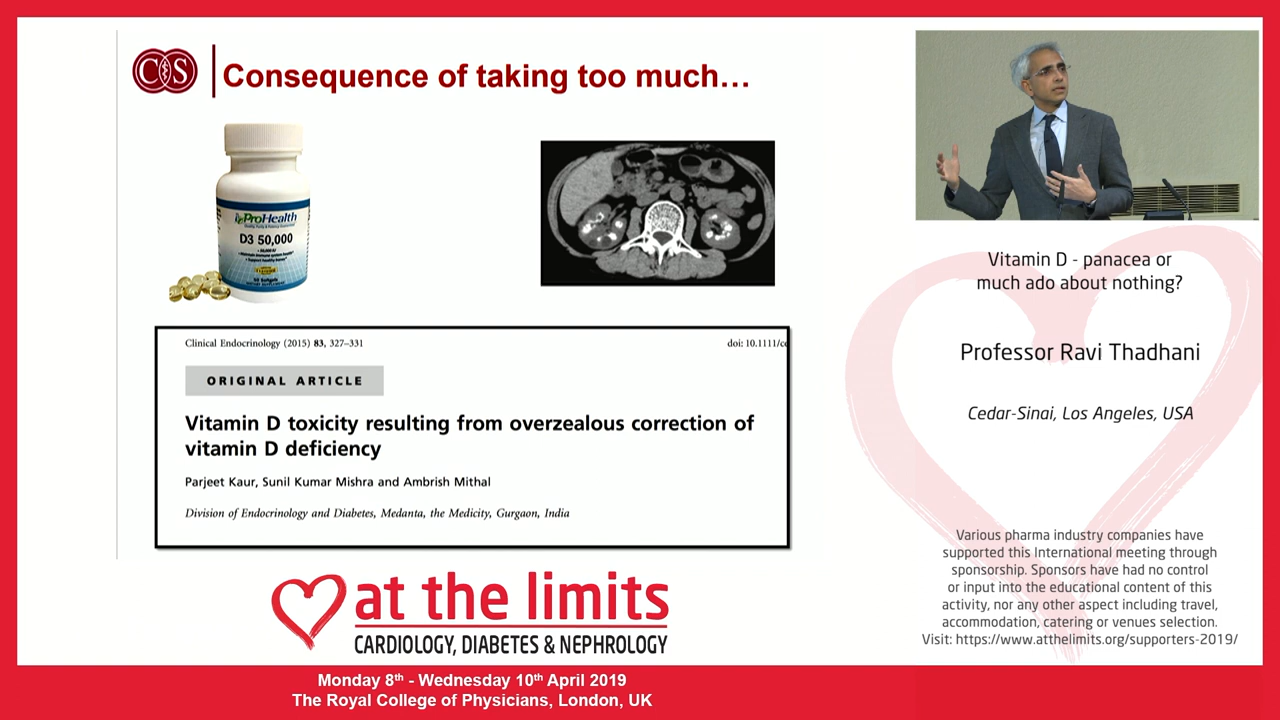 CS
Consequence of taking too much...
ProHealth
D3 50,000
Clinical Endocrinology (2015) 83, 327–331
doi: 10.1111/c
ORIGINAL ARTICLE
Vitamin D toxicity resulting from overzealous correction of
vitamin D deficiency
Parjeet Kaur, Sunil Kumar Mishra and Ambrish Mithal
Division of Endocrinology and Diabetes, Medanta, the Medicity, Gurgaon, India
at the limits
CARDIOLOGY, DIABETES & NEPHROLOGY
Monday 8th - Wednesday 10th April 2019
The Royal College of Physicians, London, UK
Vitamin D - panacea or
much ado about nothing?
Professor Ravi Thadhani
Cedar-Sinai, Los Angeles, USA
Various pharma industry companies have
supported this International meeting through
sponsorship. Sponsors have had no control
or input into the educational content of this
activity, nor any other aspect including travel,
accommodation, catering or venues selection.
Visit: https://www.atthelimits.org/supporters-2019/